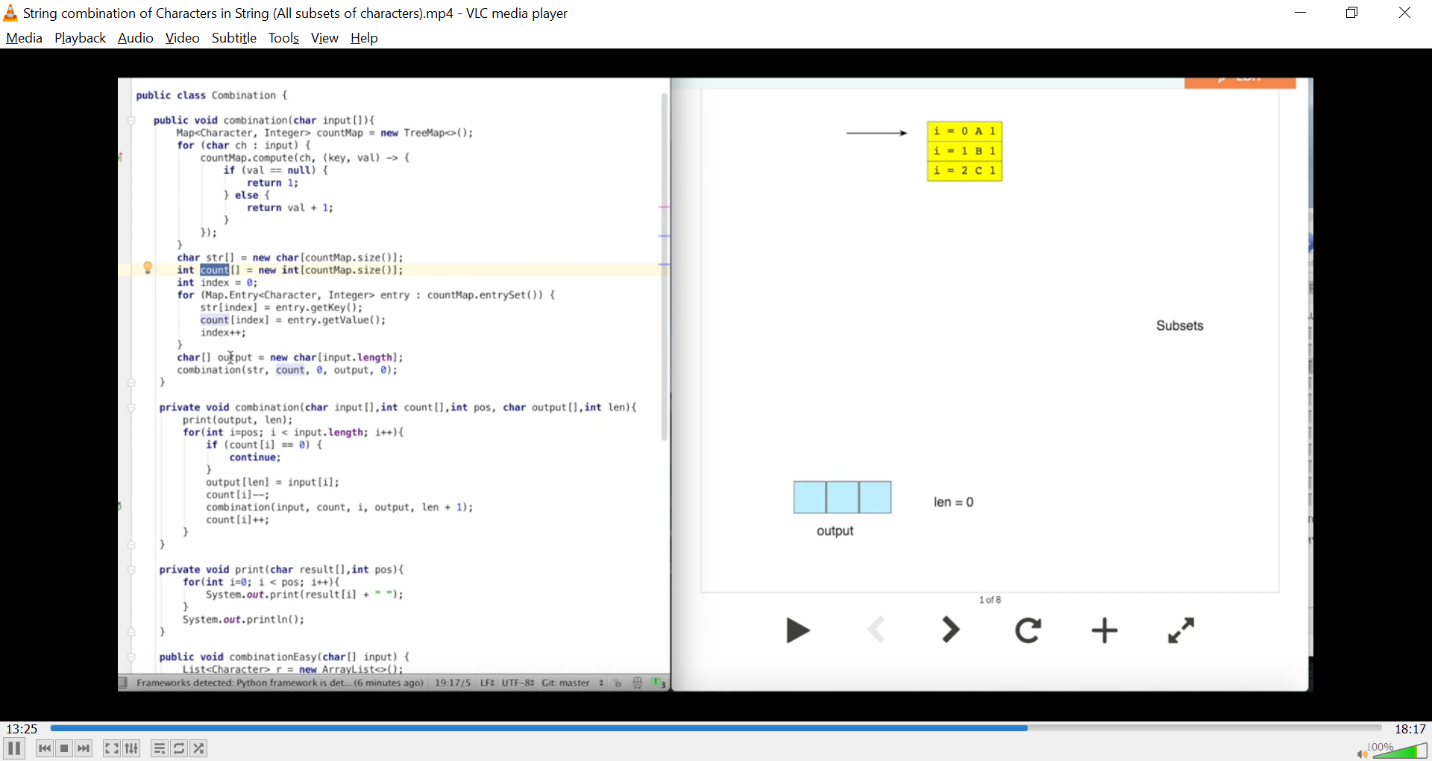 String combination of Characters in String (All subsets of characters).mp4 - VLC media player
Media Playback Audio Video Subtitle Tools View Help
public class Combination {
public void combination(char input[]){
Map<Character, Integer> countMap = new TreeMap<>();
for (char ch : input) {
countMap.compute(ch, (key, val) -> {
if (val == null) {
return 1;
} else {
return val + 1;
}
});
}
char str[] = new char[countMap.size()];
int count[] = new int[countMap.size()];
int index = 0;
for (Map.Entry<Character, Integer> entry : countMap.entrySet()) {
str[index] = entry.getKey();
count[index] = entry.getValue();
index++;
}
char[] output = new char[input.length];
combination(str, count, 0, output, 0);
}
private void combination(char input[],int count[],int pos, char output[],int len){
print(output, len);
for(int i=pos; i < input.length; i++){
if (count[i] == 0) {
continue;
}
output[len] = input[i];
count[i]--;
combination(input, count, i, output, len + 1);
count[i]++;
}
}
private void print(char result[],int pos){
for(int i=0; i < pos; i++){
System.out.print(result[i] + " ");
}
System.out.println();
}
public void combinationEasy(char[] input) {
List<Character> r = new ArrayList<>();
Frameworks detected: Python framework is det... (6 minutes ago) 19:17/5 LF UTF-8 Git: master
i = 0 A 1
i = 1 B 1
i = 2 C 1
Subsets
len = 0
output
1 of 8
13:25
18:17
100%